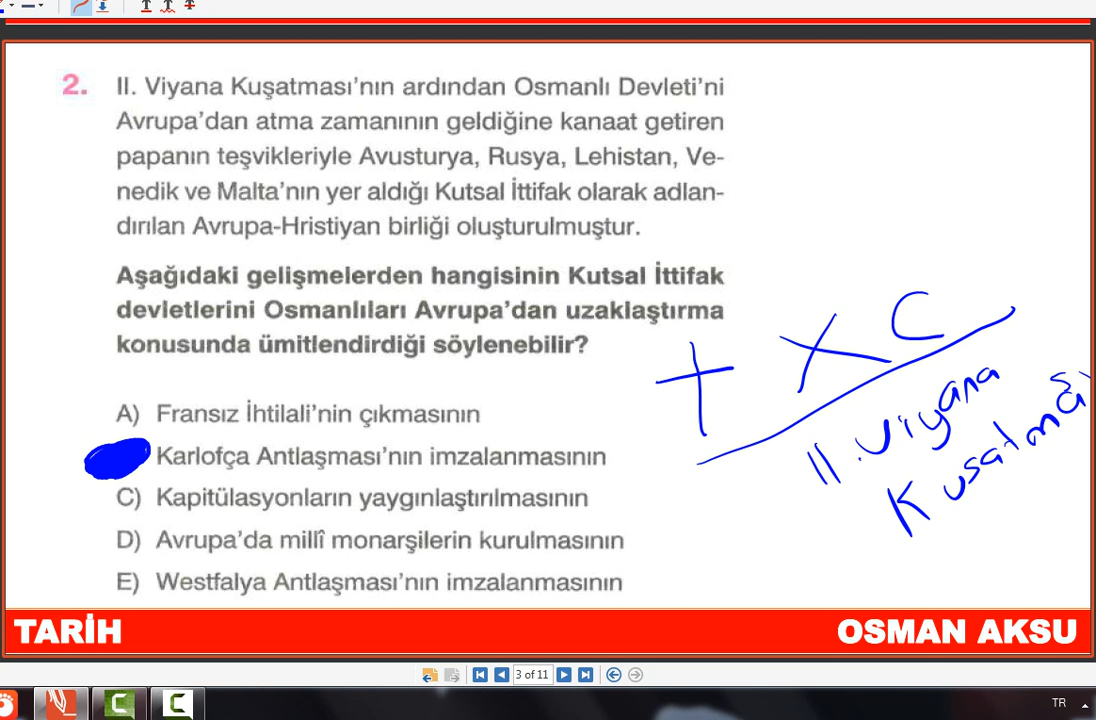 2. II. Viyana Kuşatması'nın ardından Osmanlı Devleti'ni
Avrupa'dan atma zamanının geldiğine kanaat getiren
papanın teşvikleriyle Avusturya, Rusya, Lehistan, Ve-
nedik ve Malta'nın yer aldığı Kutsal İttifak olarak adlan-
dırılan Avrupa-Hristiyan birliği oluşturulmuştur.
Aşağıdaki gelişmelerden hangisinin Kutsal İttifak
devletlerini Osmanlıları Avrupa'dan uzaklaştırma
konusunda ümitlendirdiği söylenebilir?
A) Fransız İhtilali'nin çıkmasının
Karlofça Antlaşması'nın imzalanmasının
C) Kapitülasyonların yaygınlaştırılmasının
D) Avrupa'da millî monarşilerin kurulmasının
E) Westfalya Antlaşması'nın imzalanmasının
+ X C
II. Viyana
Kuşatması
TARİH
OSMAN AKSU
3 of 11
TR